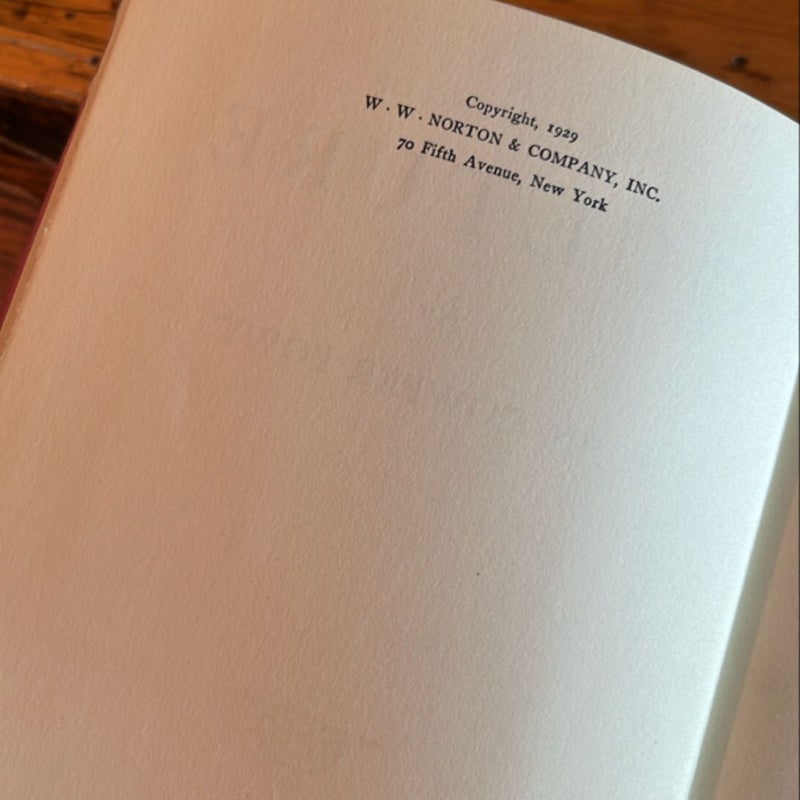 Copyright, 1929
W · W · NORTON & COMPANY, INC.
70 Fifth Avenue, New York